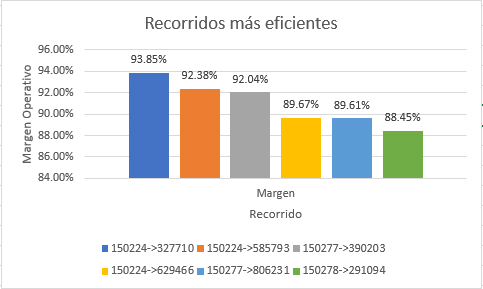 Recorridos más eficientes
96.00%
94.00%
92.00%
90.00%
88.00%
86.00%
84.00%
Margen Operativo
93.85%
92.38%
92.04%
89.67%
89.61%
88.45%
Margen
Recorrido
150224->327710 150224->585793 150277->390203
150224->629466 150277->806231 150278->291094